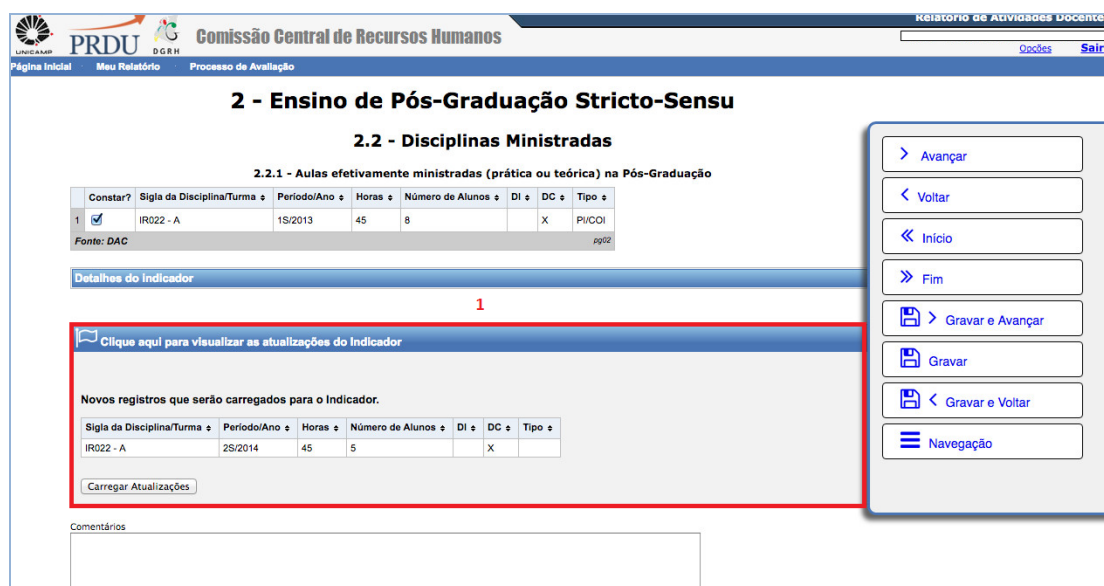 Relatório de Atividades Docente
UNICAMP PRDU DGRH Comissão Central de Recursos Humanos
Opções Sair
Página Inicial Meu Relatório Processo de Avaliação
2 - Ensino de Pós-Graduação Stricto-Sensu
2.2 - Disciplinas Ministradas
2.2.1 - Aulas efetivamente ministradas (prática ou teórica) na Pós-Graduação
Constar? Sigla da Disciplina/Turma Período/Ano Horas Número de Alunos DI DC Tipo
1 IR022 - A 1S/2013 45 8 X PI/COI
Fonte: DAC pg02
Detalhes do Indicador
1
Clique aqui para visualizar as atualizações do Indicador
Novos registros que serão carregados para o Indicador.
Sigla da Disciplina/Turma Período/Ano Horas Número de Alunos DI DC Tipo
IR022 - A 2S/2014 45 5 X
Carregar Atualizações
Comentários
> Avançar
< Voltar
« Início
» Fim
> Gravar e Avançar
Gravar
< Gravar e Voltar
Navegação